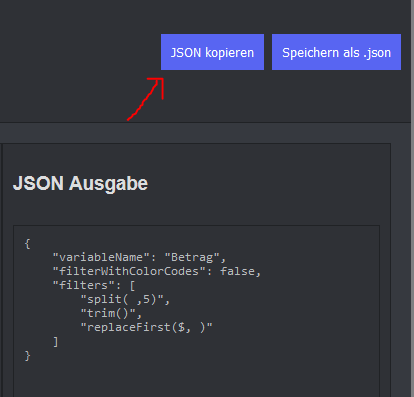 JSON kopieren Speichern als .json
JSON Ausgabe
{
    "variableName": "Betrag",
    "filterWithColorCodes": false,
    "filters": [
        "split( ,5)",
        "trim()",
        "replaceFirst($, )"
    ]
}